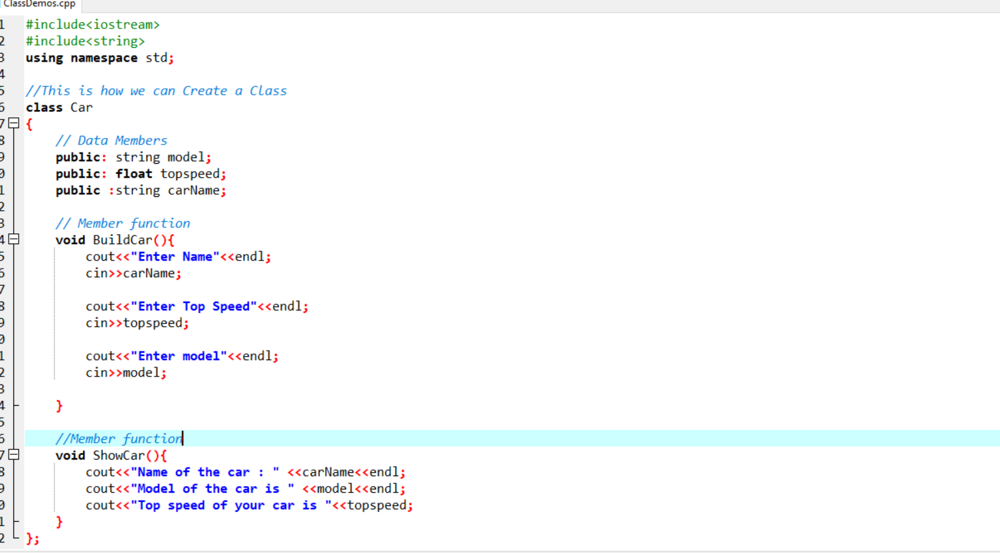 ClassDemos.cpp
1 #include<iostream>
2 #include<string>
3 using namespace std;
4
5 //This is how we can Create a Class
6 class Car
7 {
8 // Data Members
9 public: string model;
0 public: float topspeed;
1 public :string carName;
2
3 // Member function
4 void BuildCar(){
5 cout<<"Enter Name"<<endl;
6 cin>>carName;
7
8 cout<<"Enter Top Speed"<<endl;
9 cin>>topspeed;
0
1 cout<<"Enter model"<<endl;
2 cin>>model;
3
4 }
5
6 //Member function
7 void ShowCar(){
8 cout<<"Name of the car : " <<carName<<endl;
9 cout<<"Model of the car is " <<model<<endl;
0 cout<<"Top speed of your car is "<<topspeed;
1 }
2 };